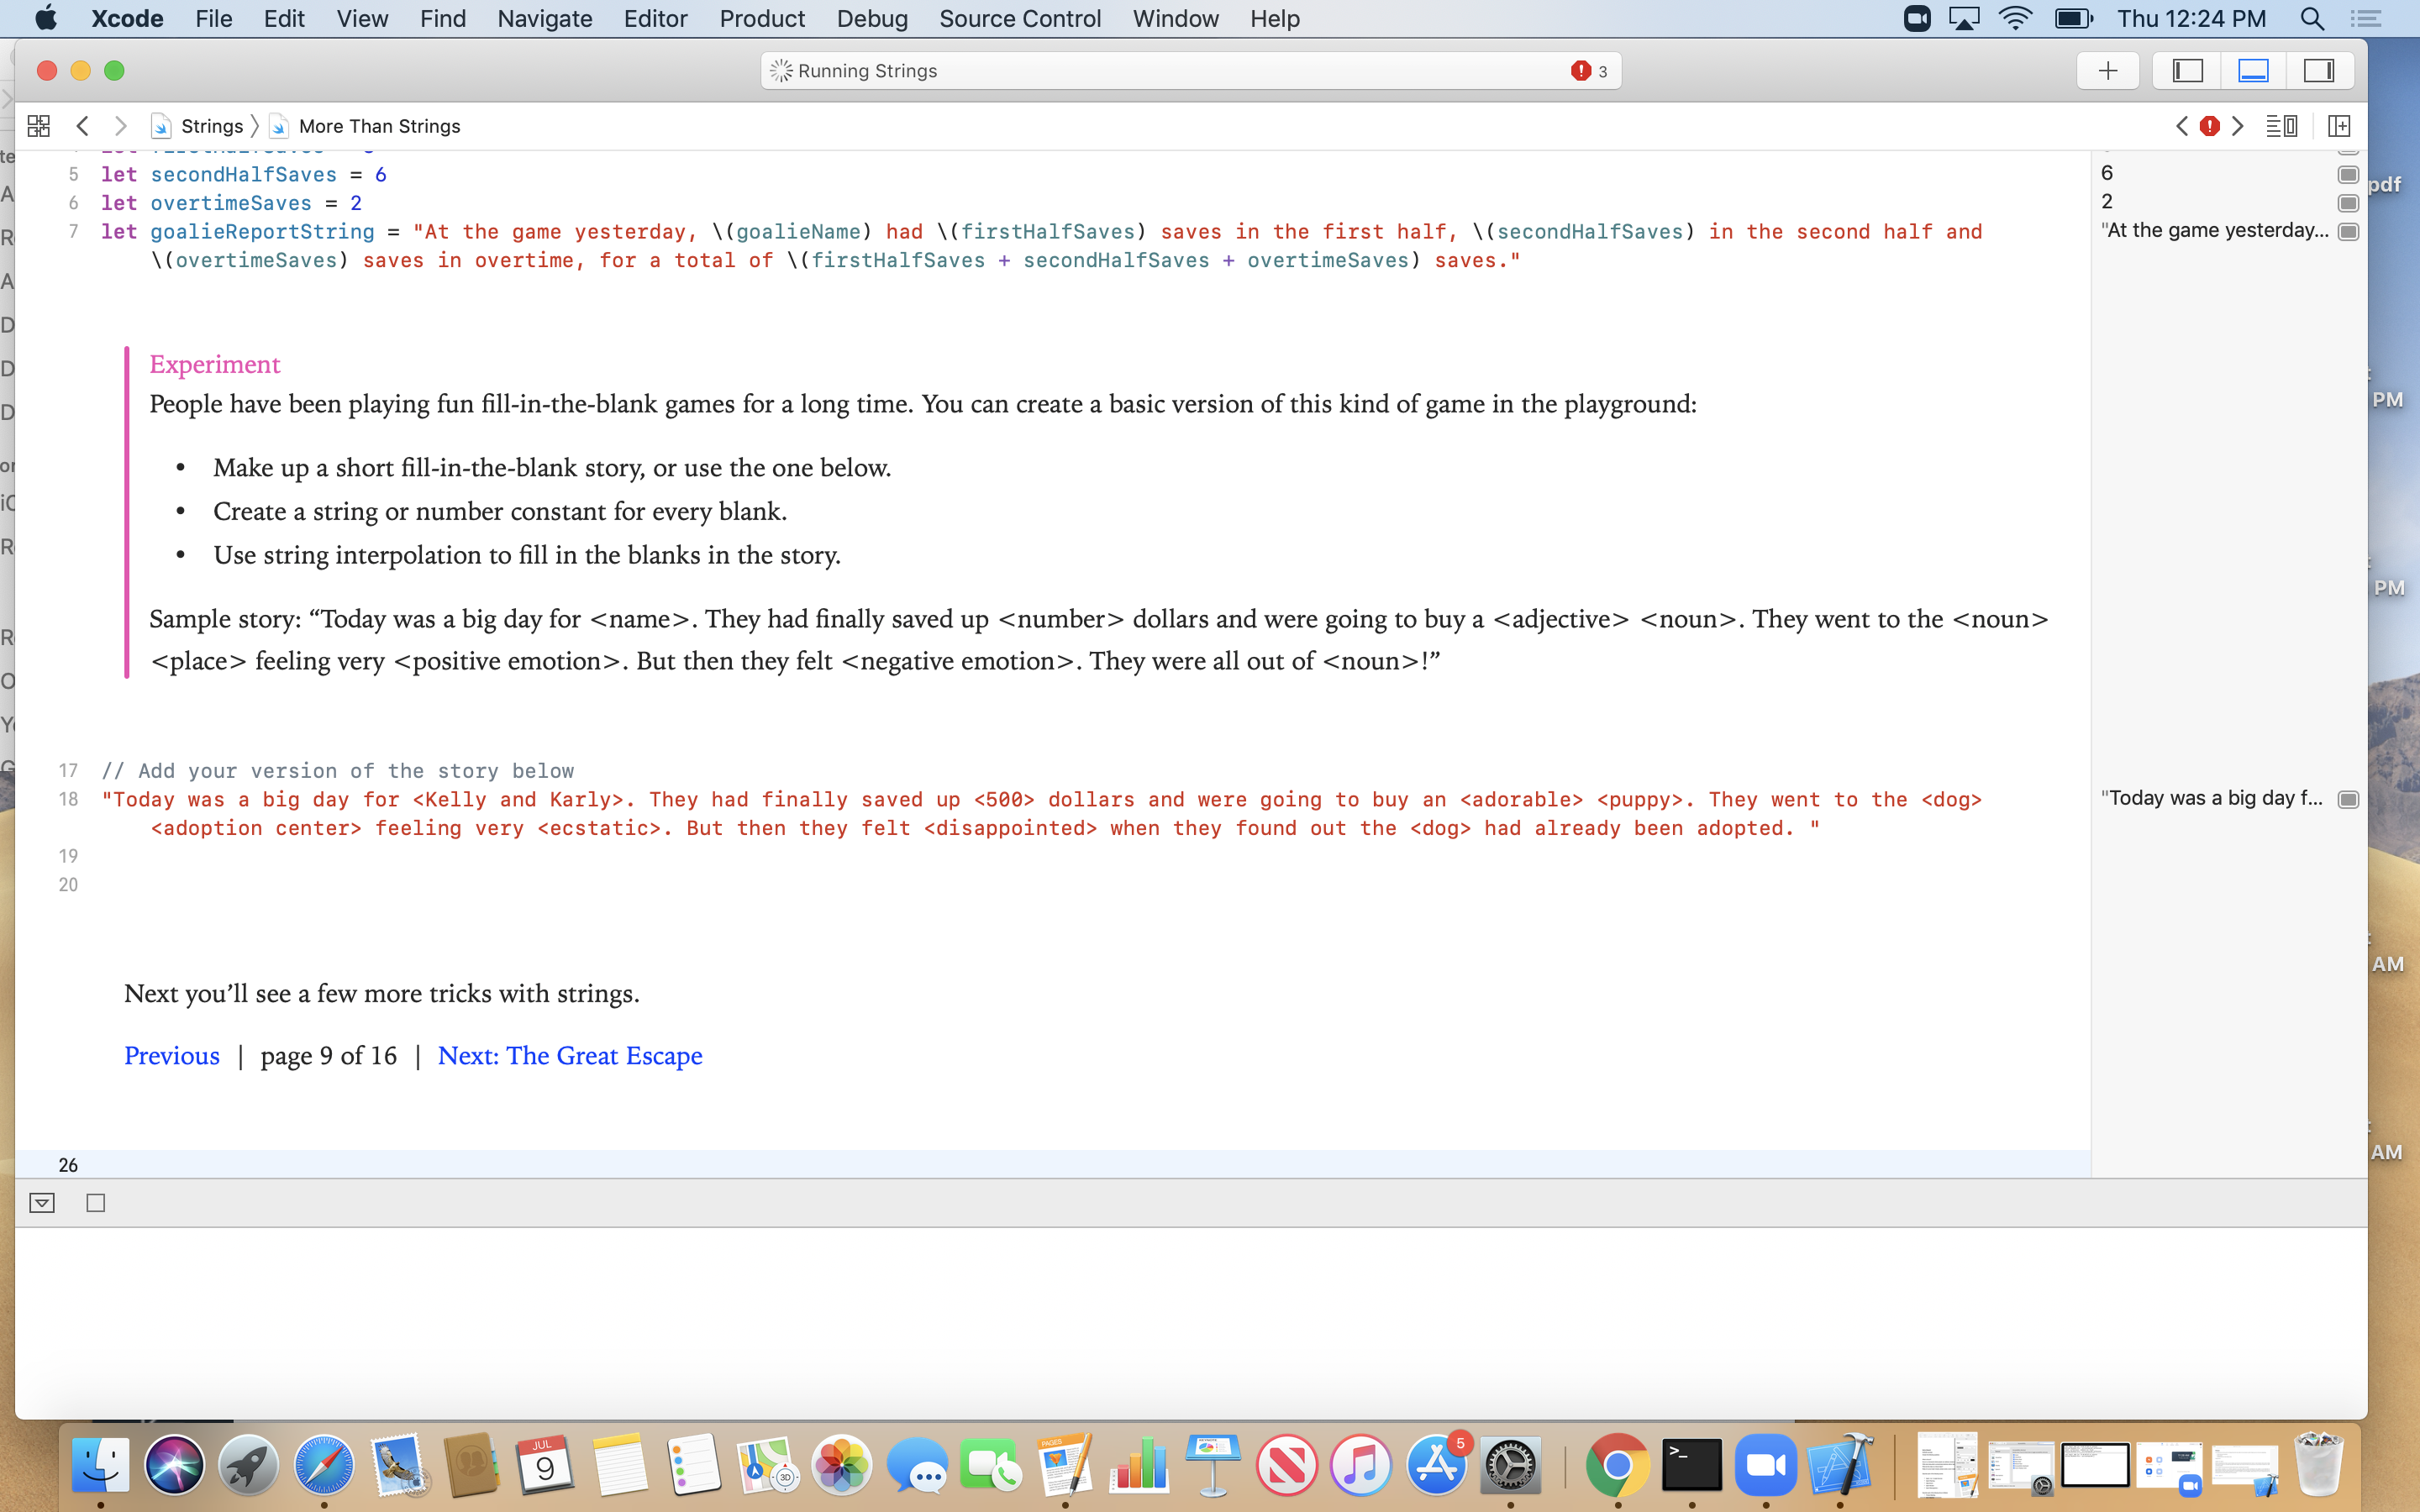 Xcode File Edit View Find Navigate Editor Product Debug Source Control Window Help Thu 12:24 PM
Running Strings 3
Strings More Than Strings
5 let secondHalfSaves = 6
6
6 let overtimeSaves = 2
2
7 let goalieReportString = "At the game yesterday, \(goalieName) had \(firstHalfSaves) saves in the first half, \(secondHalfSaves) in the second half and
"At the game yesterday...
\(overtimeSaves) saves in overtime, for a total of \(firstHalfSaves + secondHalfSaves + overtimeSaves) saves."
Experiment
People have been playing fun fill-in-the-blank games for a long time. You can create a basic version of this kind of game in the playground:
• Make up a short fill-in-the-blank story, or use the one below.
• Create a string or number constant for every blank.
• Use string interpolation to fill in the blanks in the story.
Sample story: “Today was a big day for <name>. They had finally saved up <number> dollars and were going to buy a <adjective> <noun>. They went to the <noun>
<place> feeling very <positive emotion>. But then they felt <negative emotion>. They were all out of <noun>!”
17 // Add your version of the story below
18 "Today was a big day for <Kelly and Karly>. They had finally saved up <500> dollars and were going to buy an <adorable> <puppy>. They went to the <dog>
"Today was a big day f...
<adoption center> feeling very <ecstatic>. But then they felt <disappointed> when they found out the <dog> had already been adopted. "
19
20
Next you’ll see a few more tricks with strings.
Previous | page 9 of 16 | Next: The Great Escape
26
pdf
PM
PM
AM
AM
JUL
9
3D
PAGES
5
>_